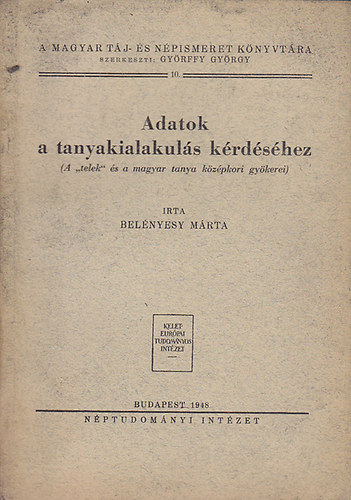 A MAGYAR TÁJ- ÉS NÉPISMERET KÖNYVTÁRA
SZERKESZTI: GYÖRFFY GYÖRGY
10.
Adatok
a tanyakialakulás kérdéséhez
(A „telek“ és a magyar tanya középkori gyökerei)
IRTA
BELÉNYESY MÁRTA
KELET
EURÓPAI
TUDOMÁNYOS
INTÉZET
BUDAPEST, 1948
NÉPTUDOMÁNYI INTÉZET